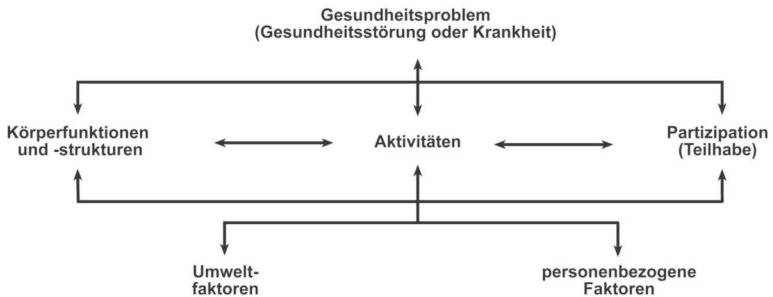 Gesundheitsproblem
(Gesundheitsstörung oder Krankheit)
Körperfunktionen
und -strukturen
Aktivitäten
Partizipation
(Teilhabe)
Umwelt-
faktoren
personenbezogene
Faktoren